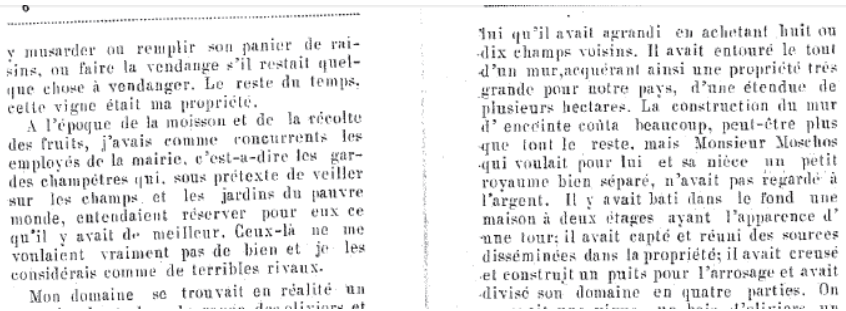 6
y musarder ou remplir son panier de rai-
sins, ou faire la vendange s'il restait quel-
que chose à vendanger. Le reste du temps,
cette vigne était ma propriété.
A l'époque de la moisson et de la récolte
des fruits, j'avais comme concurrents les
employés de la mairie, c'est-a-dire les gar-
des champêtres qui, sous prétexte de veiller
sur les champs et les jardins du pauvre
monde, entendaient réserver pour eux ce
qu'il y avait de meilleur. Ceux-là ne me
voulaient vraiment pas de bien et je les
considérais comme de terribles rivaux.
Mon domaine se trouvait en réalité un
lui qu'il avait agrandi en achetant huit ou
dix champs voisins. Il avait entouré le tout
d'un mur,acquérant ainsi une propriété très
grande pour notre pays, d'une étendue de
plusieurs hectares. La construction du mur
d' enceinte coûta beaucoup, peut-être plus
que tout le reste, mais Monsieur Moschos
qui voulait pour lui et sa nièce un petit
royaume bien séparé, n'avait pas regardé à
l'argent. Il y avait bati dans le fond une
maison à deux étages ayant l'apparence d'
une tour; il avait capté et réuni des sources
disséminées dans la propriété; il avait creusé
et construit un puits pour l'arrosage et avait
divisé son domaine en quatre parties. On